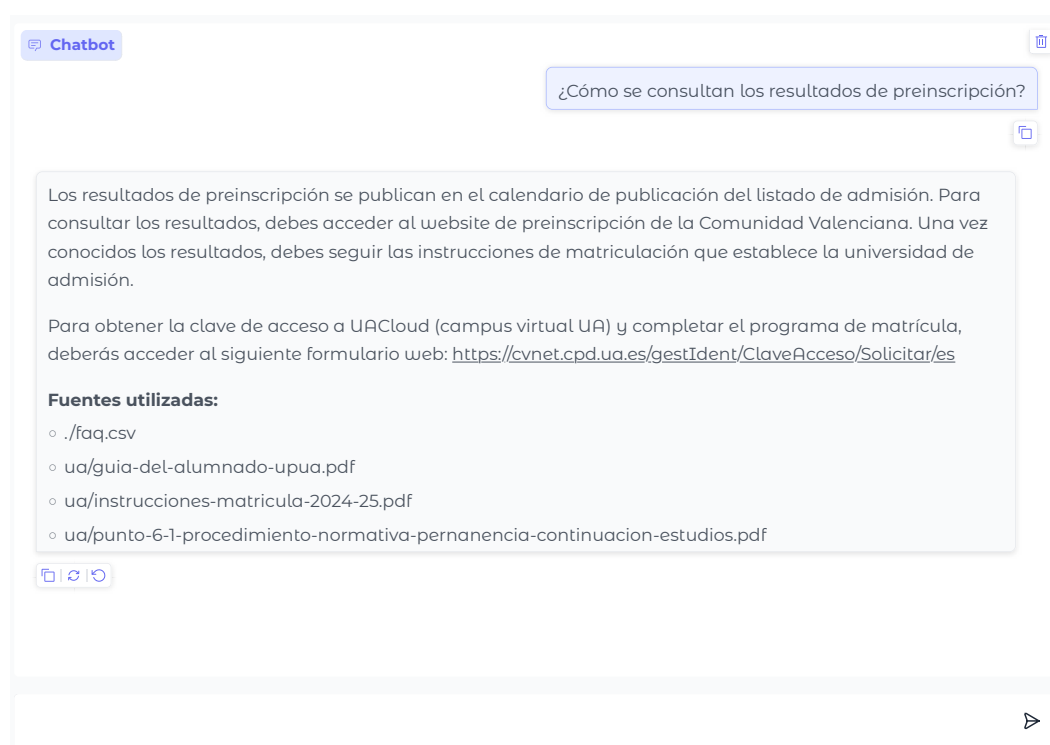 Chatbot
¿Cómo se consultan los resultados de preinscripción?
Los resultados de preinscripción se publican en el calendario de publicación del listado de admisión. Para
consultar los resultados, debes acceder al website de preinscripción de la Comunidad Valenciana. Una vez
conocidos los resultados, debes seguir las instrucciones de matriculación que establece la universidad de
admisión.
Para obtener la clave de acceso a UACloud (campus virtual UA) y completar el programa de matrícula,
deberás acceder al siguiente formulario web: https://cvnet.cpd.ua.es/gestIdent/ClaveAcceso/Solicitar/es
Fuentes utilizadas:
./faq.csv
ua/guia-del-alumnado-upua.pdf
ua/instrucciones-matricula-2024-25.pdf
ua/punto-6-1-procedimiento-normativa-pernanencia-continuacion-estudios.pdf